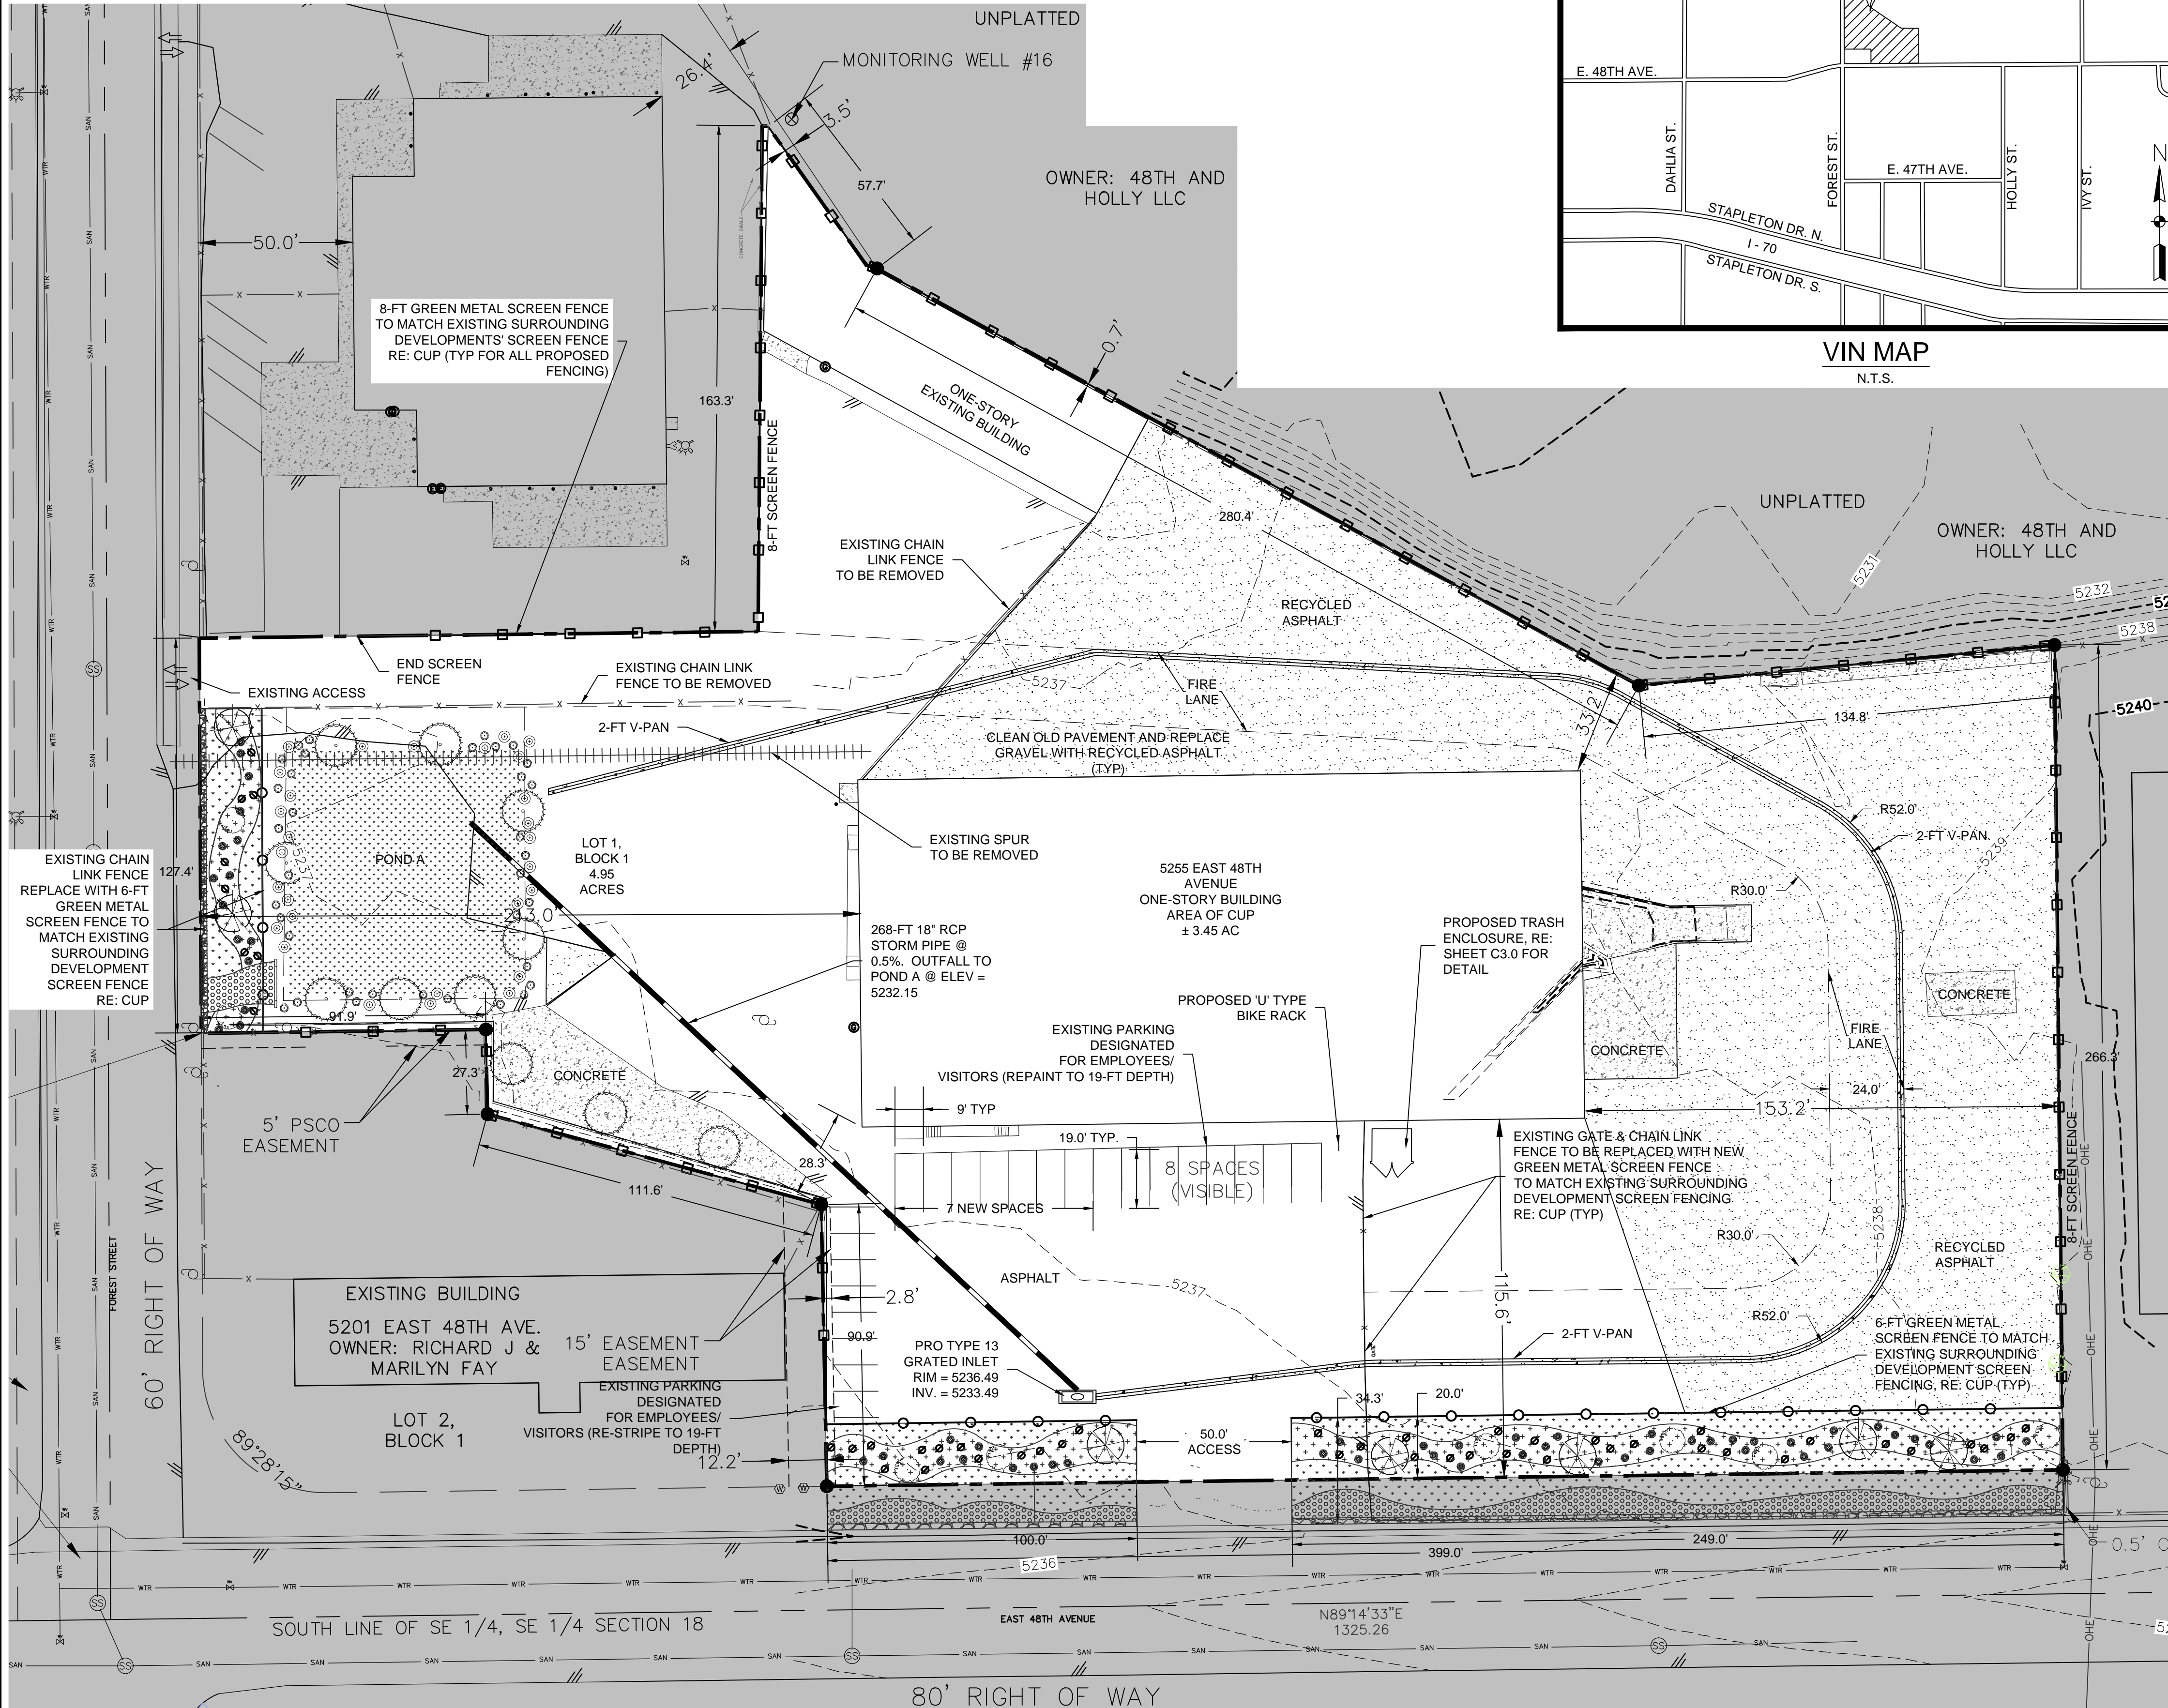 UNPLATTED
MONITORING WELL #16
26.4'
3.5'
57.7'
OWNER: 48TH AND
HOLLY LLC
E. 48TH AVE.
DAHLIA ST.
FOREST ST.
E. 47TH AVE.
HOLLY ST.
IVY ST.
N
STAPLETON DR. N.
I - 70
STAPLETON DR. S.
VIN MAP
N.T.S.
50.0'
CONCRETE SWALE
8-FT GREEN METAL SCREEN FENCE
TO MATCH EXISTING SURROUNDING
DEVELOPMENTS' SCREEN FENCE
RE: CUP (TYP FOR ALL PROPOSED
FENCING)
163.3'
8-FT SCREEN FENCE
0.7'
ONE-STORY
EXISTING BUILDING
280.4'
EXISTING CHAIN
LINK FENCE
TO BE REMOVED
RECYCLED
ASPHALT
UNPLATTED
OWNER: 48TH AND
HOLLY LLC
5231
5232
5238
5240
END SCREEN
FENCE
EXISTING CHAIN LINK
FENCE TO BE REMOVED
EXISTING ACCESS
2-FT V-PAN
5237
FIRE
LANE
33.2'
134.8'
CLEAN OLD PAVEMENT AND REPLACE
GRAVEL WITH RECYCLED ASPHALT
(TYP)
R52.0'
2-FT V-PAN
5239
R30.0'
EXISTING SPUR
TO BE REMOVED
EXISTING CHAIN
LINK FENCE
REPLACE WITH 6-FT
GREEN METAL
SCREEN FENCE TO
MATCH EXISTING
SURROUNDING
DEVELOPMENT
SCREEN FENCE
RE: CUP
127.4'
5237
POND A
LOT 1,
BLOCK 1
4.95
ACRES
213.0'
5255 EAST 48TH
AVENUE
ONE-STORY BUILDING
AREA OF CUP
± 3.45 AC
268-FT 18" RCP
STORM PIPE @
0.5%. OUTFALL TO
POND A @ ELEV =
5232.15
PROPOSED TRASH
ENCLOSURE, RE:
SHEET C3.0 FOR
DETAIL
PROPOSED 'U' TYPE
BIKE RACK
EXISTING PARKING
DESIGNATED
FOR EMPLOYEES/
VISITORS (REPAINT TO 19-FT DEPTH)
CONCRETE
CONCRETE
FIRE
LANE
266.3'
91.9'
27.3'
CONCRETE
5' PSCO
EASEMENT
9' TYP
24.0'
153.2'
19.0' TYP.
8 SPACES
(VISIBLE)
7 NEW SPACES
28.3'
111.6'
EXISTING GATE & CHAIN LINK
FENCE TO BE REPLACED WITH NEW
GREEN METAL SCREEN FENCE
TO MATCH EXISTING SURROUNDING
DEVELOPMENT SCREEN FENCING
RE: CUP (TYP)
8-FT SCREEN FENCE
5238
R30.0'
RECYCLED
ASPHALT
ASPHALT
5237
115.6'
60' RIGHT OF WAY
FOREST STREET
EXISTING BUILDING
5201 EAST 48TH AVE.
OWNER: RICHARD J &
MARILYN FAY
15' EASEMENT
EASEMENT
2.8'
90.9'
PRO TYPE 13
GRATED INLET
RIM = 5236.49
INV. = 5233.49
2-FT V-PAN
GATE
R52.0'
6-FT GREEN METAL
SCREEN FENCE TO MATCH
EXISTING SURROUNDING
DEVELOPMENT SCREEN
FENCING, RE: CUP (TYP)
EXISTING PARKING
DESIGNATED
FOR EMPLOYEES/
VISITORS (RE-STRIPE TO 19-FT
DEPTH)
LOT 2,
BLOCK 1
89°28'15"
12.2'
34.3'
20.0'
50.0'
ACCESS
100.0'
249.0'
399.0'
5236
0.5'
WTR
SAN
SS
OHE
SOUTH LINE OF SE 1/4, SE 1/4 SECTION 18
EAST 48TH AVENUE
N89°14'33"E
1325.26
80' RIGHT OF WAY